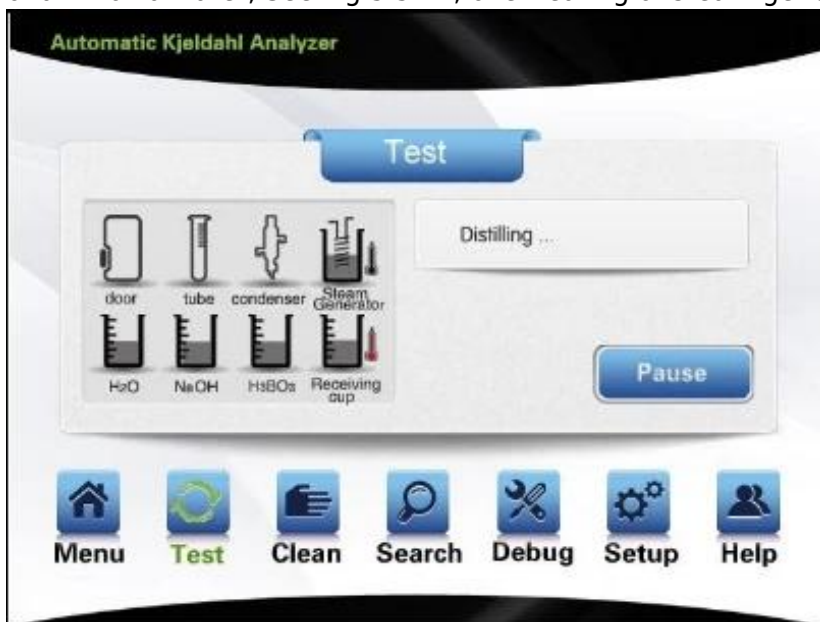 Automatic Kjeldahl Analyzer
Test
Distilling ...
door tube condenser Steam Generator
H2O NaOH H3BO3 Receiving cup
Pause
Menu Test Clean Search Debug Setup Help